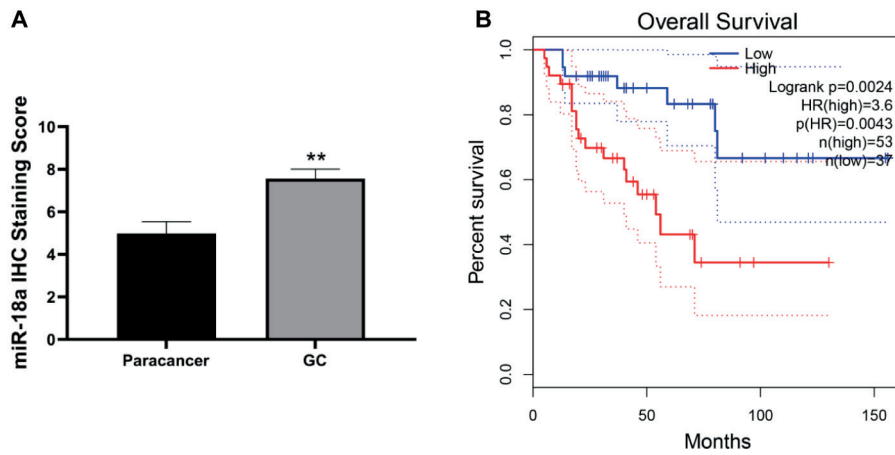 A
miR-18a IHC Staining Score
10
8
6
4
2
0
**
Paracancer
GC
B
Overall Survival
Percent survival
1.0
0.8
0.6
0.4
0.2
0.0
Low
High
Logrank p=0.0024
HR(high)=3.6
p(HR)=0.0043
n(high)=53
n(low)=37
0
50
100
150
Months